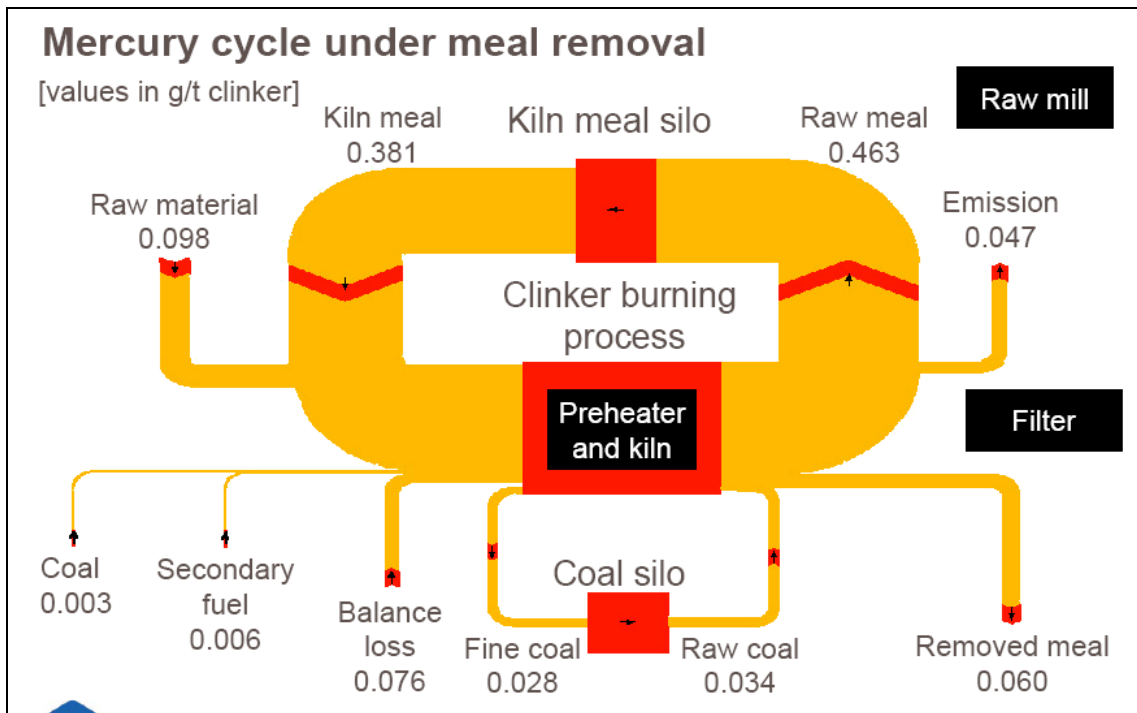 Mercury cycle under meal removal
[values in g/t clinker]
Raw mill
Kiln meal
0.381
Kiln meal silo
Raw meal
0.463
Raw material
0.098
Emission
0.047
Clinker burning
process
Preheater
and kiln
Filter
Coal
0.003
Secondary
fuel
0.006
Balance
loss
0.076
Coal silo
Fine coal
0.028
Raw coal
0.034
Removed meal
0.060